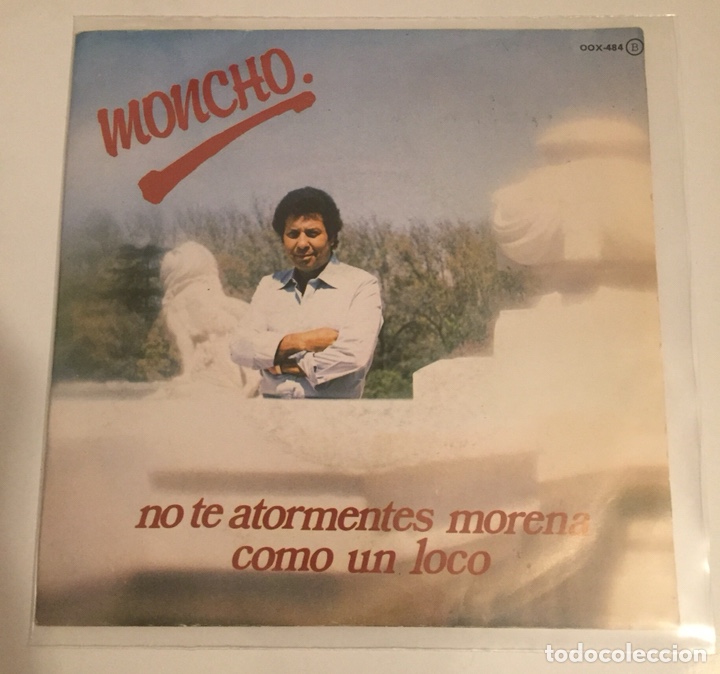 OOX-484 B
MONCHO.
no te atormentes morena
como un loco
todocoleccion